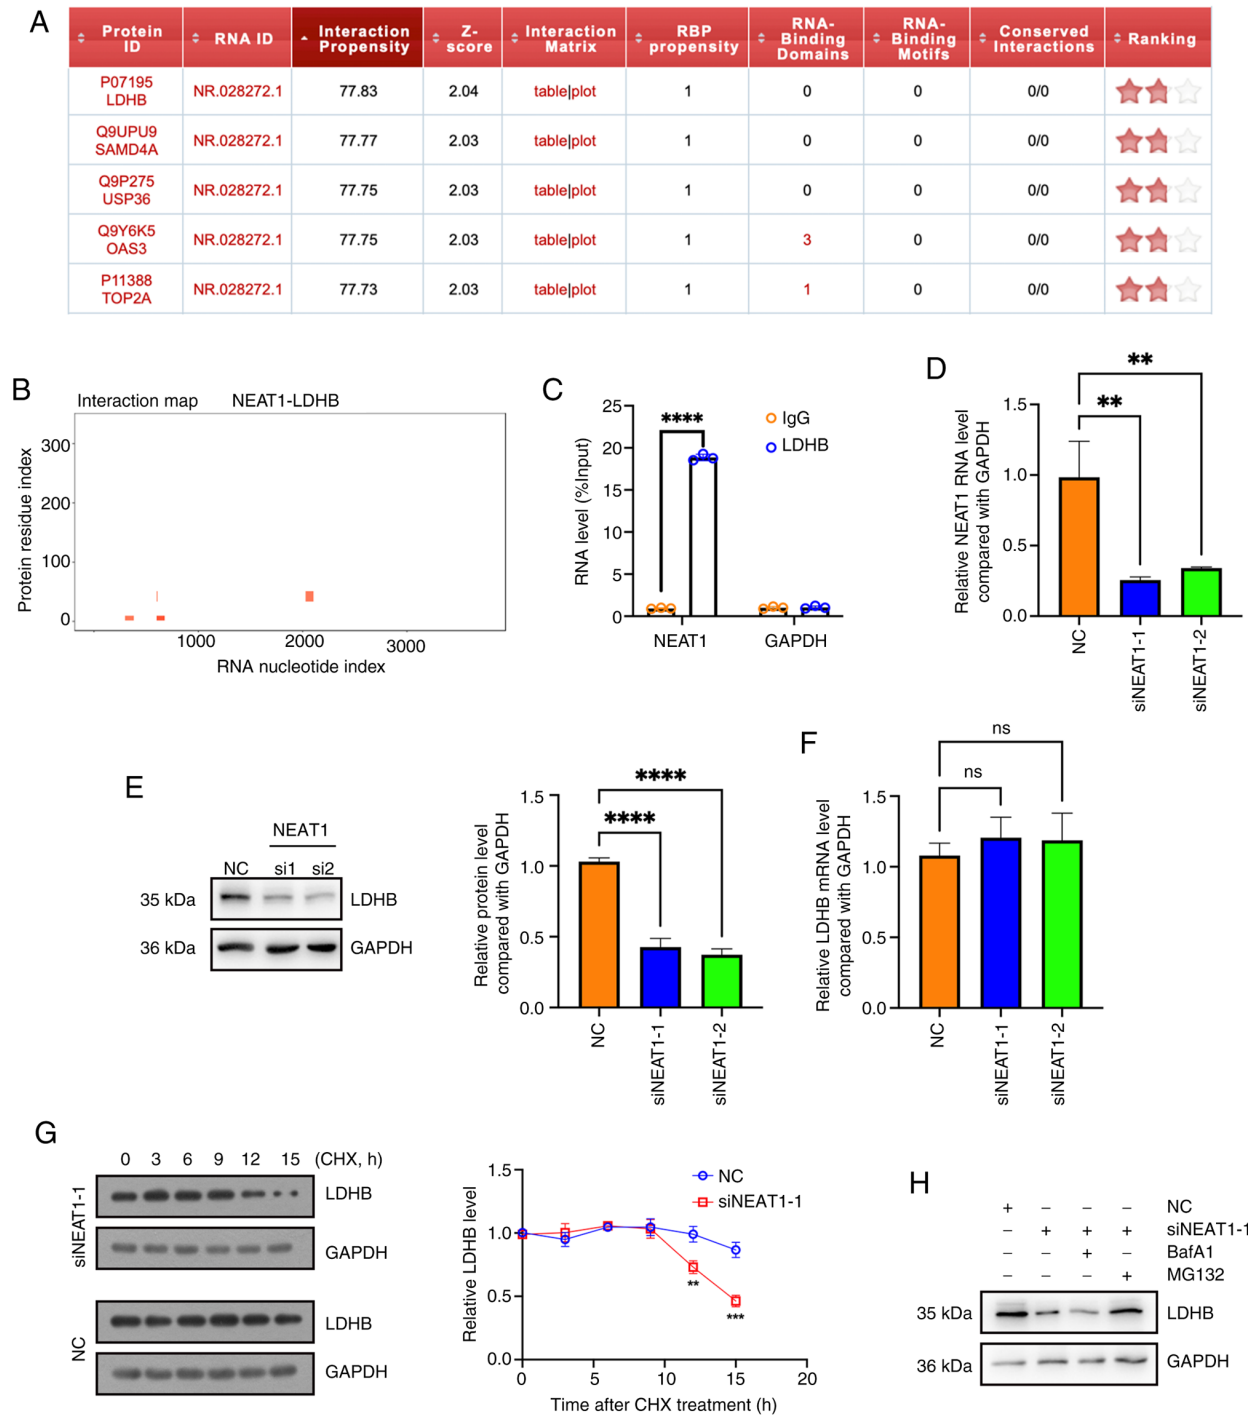 A
Protein ID
RNA ID
Interaction Propensity
Z-score
Interaction Matrix
RBP propensity
RNA-Binding Domains
RNA-Binding Motifs
Conserved Interactions
Ranking
P07195 LDHB NR.028272.1 77.83 2.04 table|plot 1 0 0 0/0
Q9UPU9 SAMD4A NR.028272.1 77.77 2.03 table|plot 1 0 0 0/0
Q9P275 USP36 NR.028272.1 77.75 2.03 table|plot 1 0 0 0/0
Q9Y6K5 OAS3 NR.028272.1 77.75 2.03 table|plot 1 3 0 0/0
P11388 TOP2A NR.028272.1 77.73 2.03 table|plot 1 1 0 0/0
B
Interaction map NEAT1-LDHB
Protein residue index
300
200
100
0
1000 2000 3000
RNA nucleotide index
C
RNA level (%Input)
25
20
15
10
5
0
****
IgG
LDHB
NEAT1 GAPDH
D
Relative NEAT1 RNA level
compared with GAPDH
1.5
1.0
0.5
0.0
**
**
NC
siNEAT1-1
siNEAT1-2
E
NEAT1
NC si1 si2
35 kDa LDHB
36 kDa GAPDH
Relative protein level
compared with GAPDH
1.5
1.0
0.5
0.0
****
****
NC
siNEAT1-1
siNEAT1-2
F
Relative LDHB mRNA level
compared with GAPDH
1.5
1.0
0.5
0.0
ns
ns
NC
siNEAT1-1
siNEAT1-2
G
0 3 6 9 12 15 (CHX, h)
siNEAT1-1
LDHB
GAPDH
NC
LDHB
GAPDH
Relative LDHB level
1.5
1.0
0.5
0.0
NC
siNEAT1-1
**
***
0 5 10 15 20
Time after CHX treatment (h)
H
+ − − − NC
− + + + siNEAT1-1
− − + − BafA1
− − − + MG132
35 kDa LDHB
36 kDa GAPDH